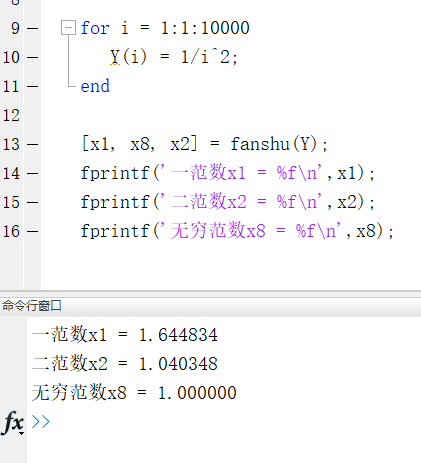 9 — for i = 1:1:10000
10 — Y(i) = 1/i^2;
11 — end
12
13 — [x1, x8, x2] = fanshu(Y);
14 — fprintf('一范数x1 = %f\n',x1);
15 — fprintf('二范数x2 = %f\n',x2);
16 — fprintf('无穷范数x8 = %f\n',x8);
命令行窗口
一范数x1 = 1.644834
二范数x2 = 1.040348
无穷范数x8 = 1.000000
fx >>